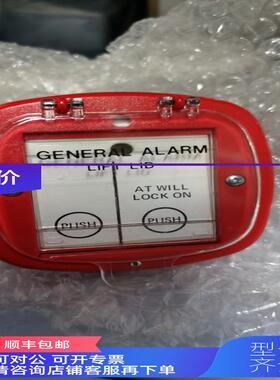 GENERAL ALARM
LIFT LID
AT WILL
LOCK ON
PUSH
PUSH
价
顺丰包邮
可对公 可开专票
请咨询店铺客服再下单
型
齐